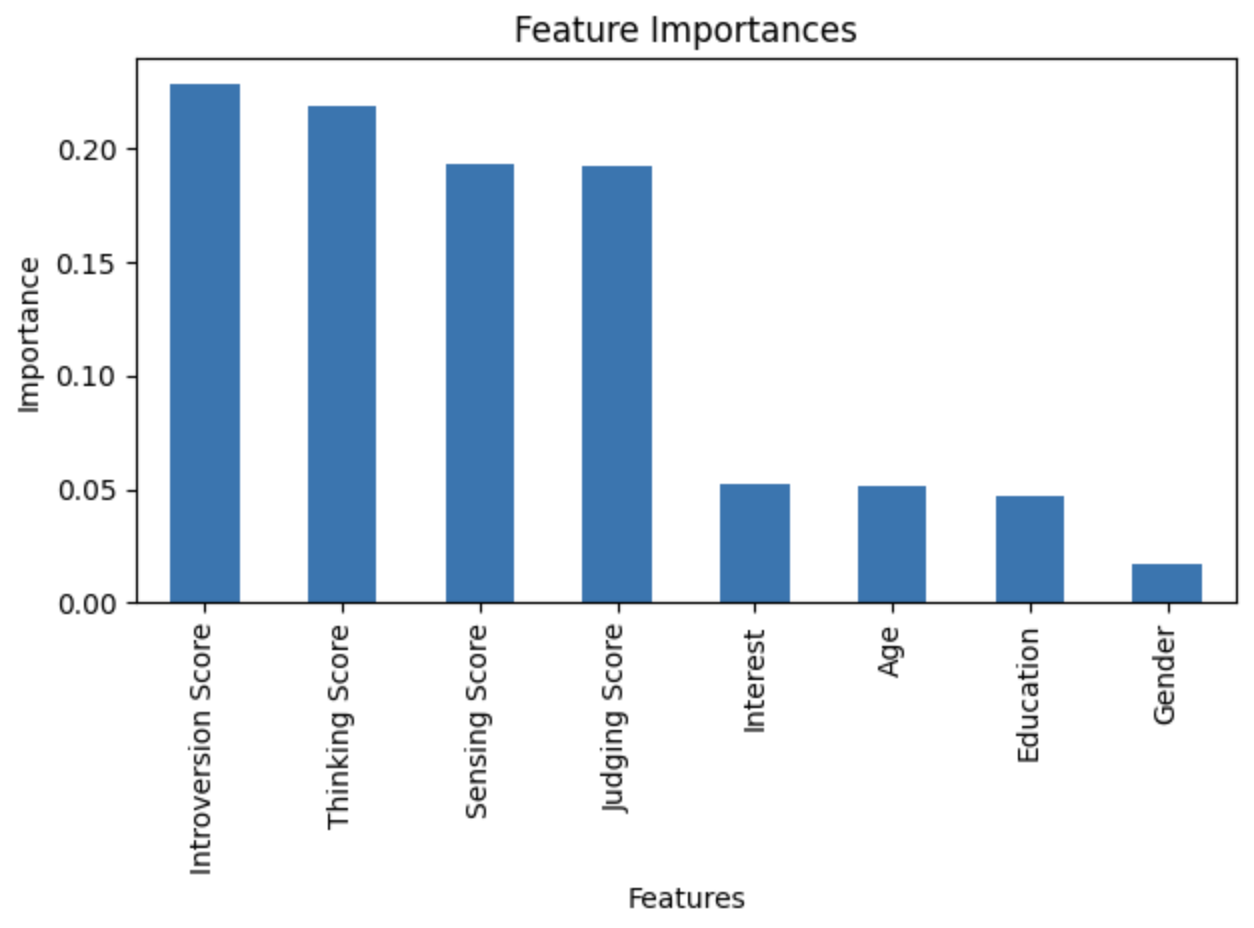 Feature Importances
Importance
0.20
0.15
0.10
0.05
0.00
Introversion Score
Thinking Score
Sensing Score
Judging Score
Interest
Age
Education
Gender
Features